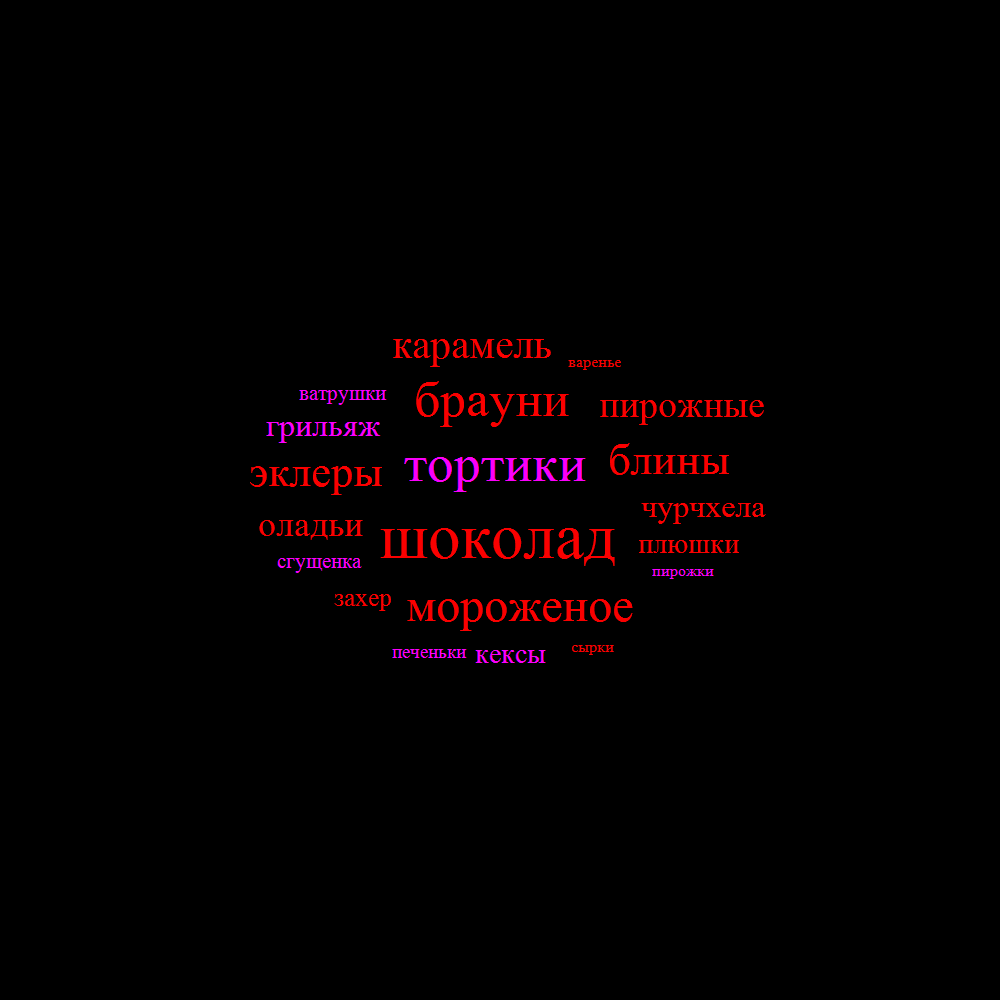 карамель
варенье
ватрушки
брауни
пирожные
грильяж
тортики
блины
эклеры
чурчхела
оладьи
шоколад
плюшки
сгущенка
пирожки
захер
мороженое
печеньки
кексы
сырки